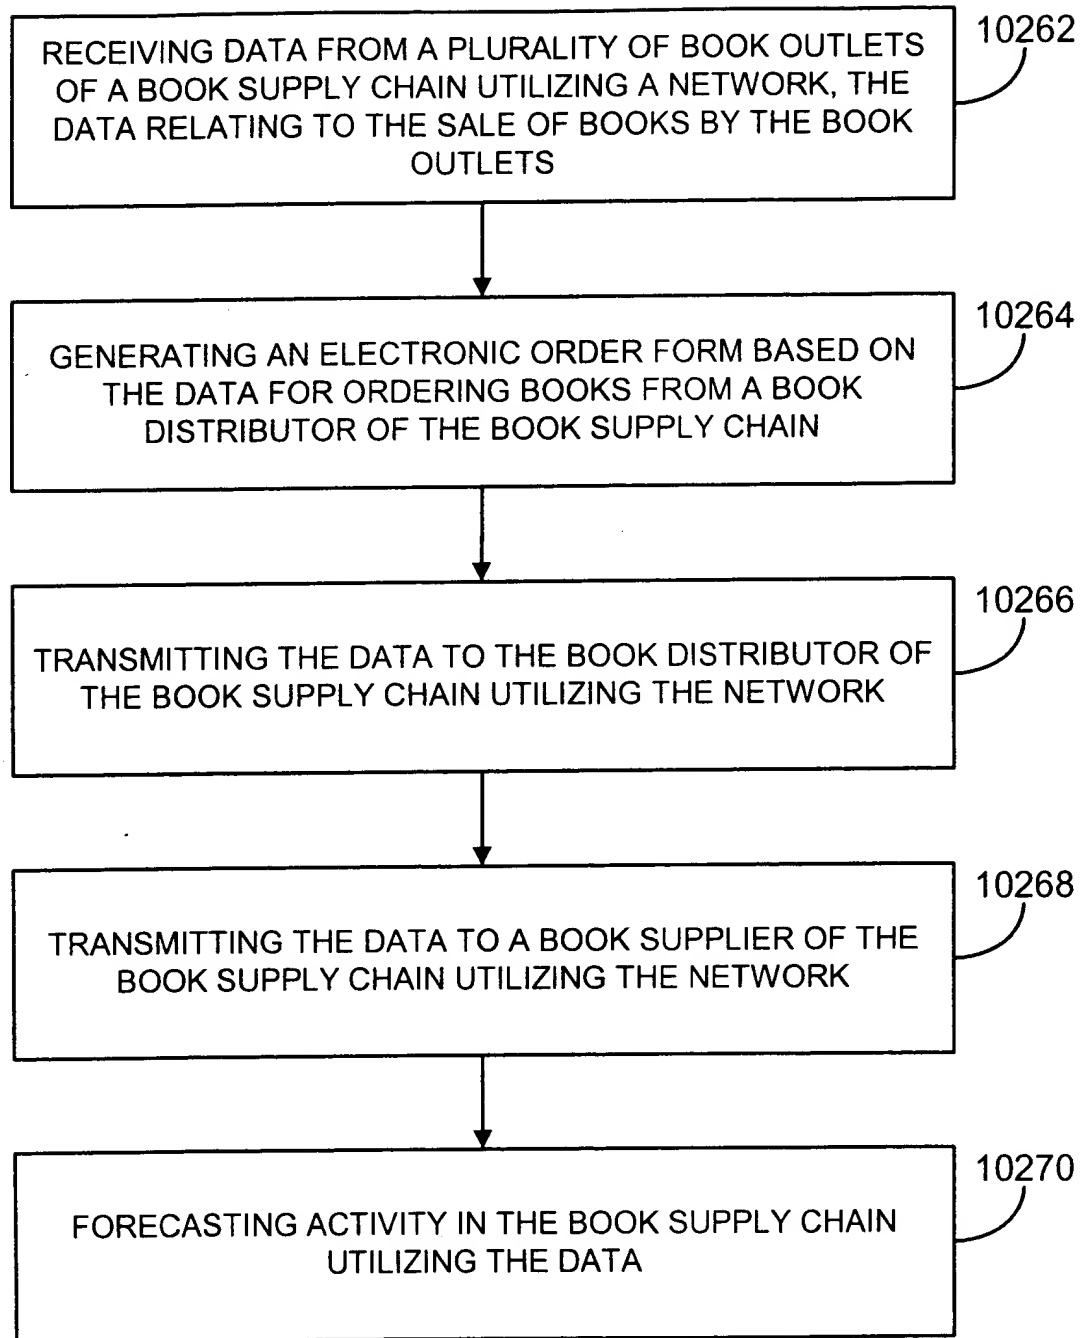 RECEIVING DATA FROM A PLURALITY OF BOOK OUTLETS
OF A BOOK SUPPLY CHAIN UTILIZING A NETWORK, THE
DATA RELATING TO THE SALE OF BOOKS BY THE BOOK
OUTLETS
10262
GENERATING AN ELECTRONIC ORDER FORM BASED ON
THE DATA FOR ORDERING BOOKS FROM A BOOK
DISTRIBUTOR OF THE BOOK SUPPLY CHAIN
10264
TRANSMITTING THE DATA TO THE BOOK DISTRIBUTOR OF
THE BOOK SUPPLY CHAIN UTILIZING THE NETWORK
10266
TRANSMITTING THE DATA TO A BOOK SUPPLIER OF THE
BOOK SUPPLY CHAIN UTILIZING THE NETWORK
10268
FORECASTING ACTIVITY IN THE BOOK SUPPLY CHAIN
UTILIZING THE DATA
10270